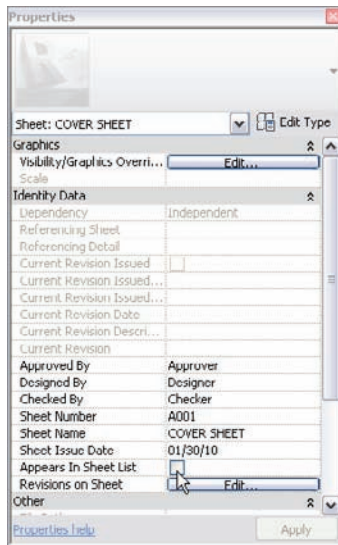 Properties
Sheet: COVER SHEET Edit Type
Graphics
Visibility/Graphics Overri... Edit...
Scale
Identity Data
Dependency Independent
Referencing Sheet
Referencing Detail
Current Revision Issued
Current Revision Issued...
Current Revision Issued...
Current Revision Date
Current Revision Descri...
Current Revision
Approved By Approver
Designed By Designer
Checked By Checker
Sheet Number A001
Sheet Name COVER SHEET
Sheet Issue Date 01/30/10
Appears In Sheet List
Revisions on Sheet Edit...
Other
Properties help Apply